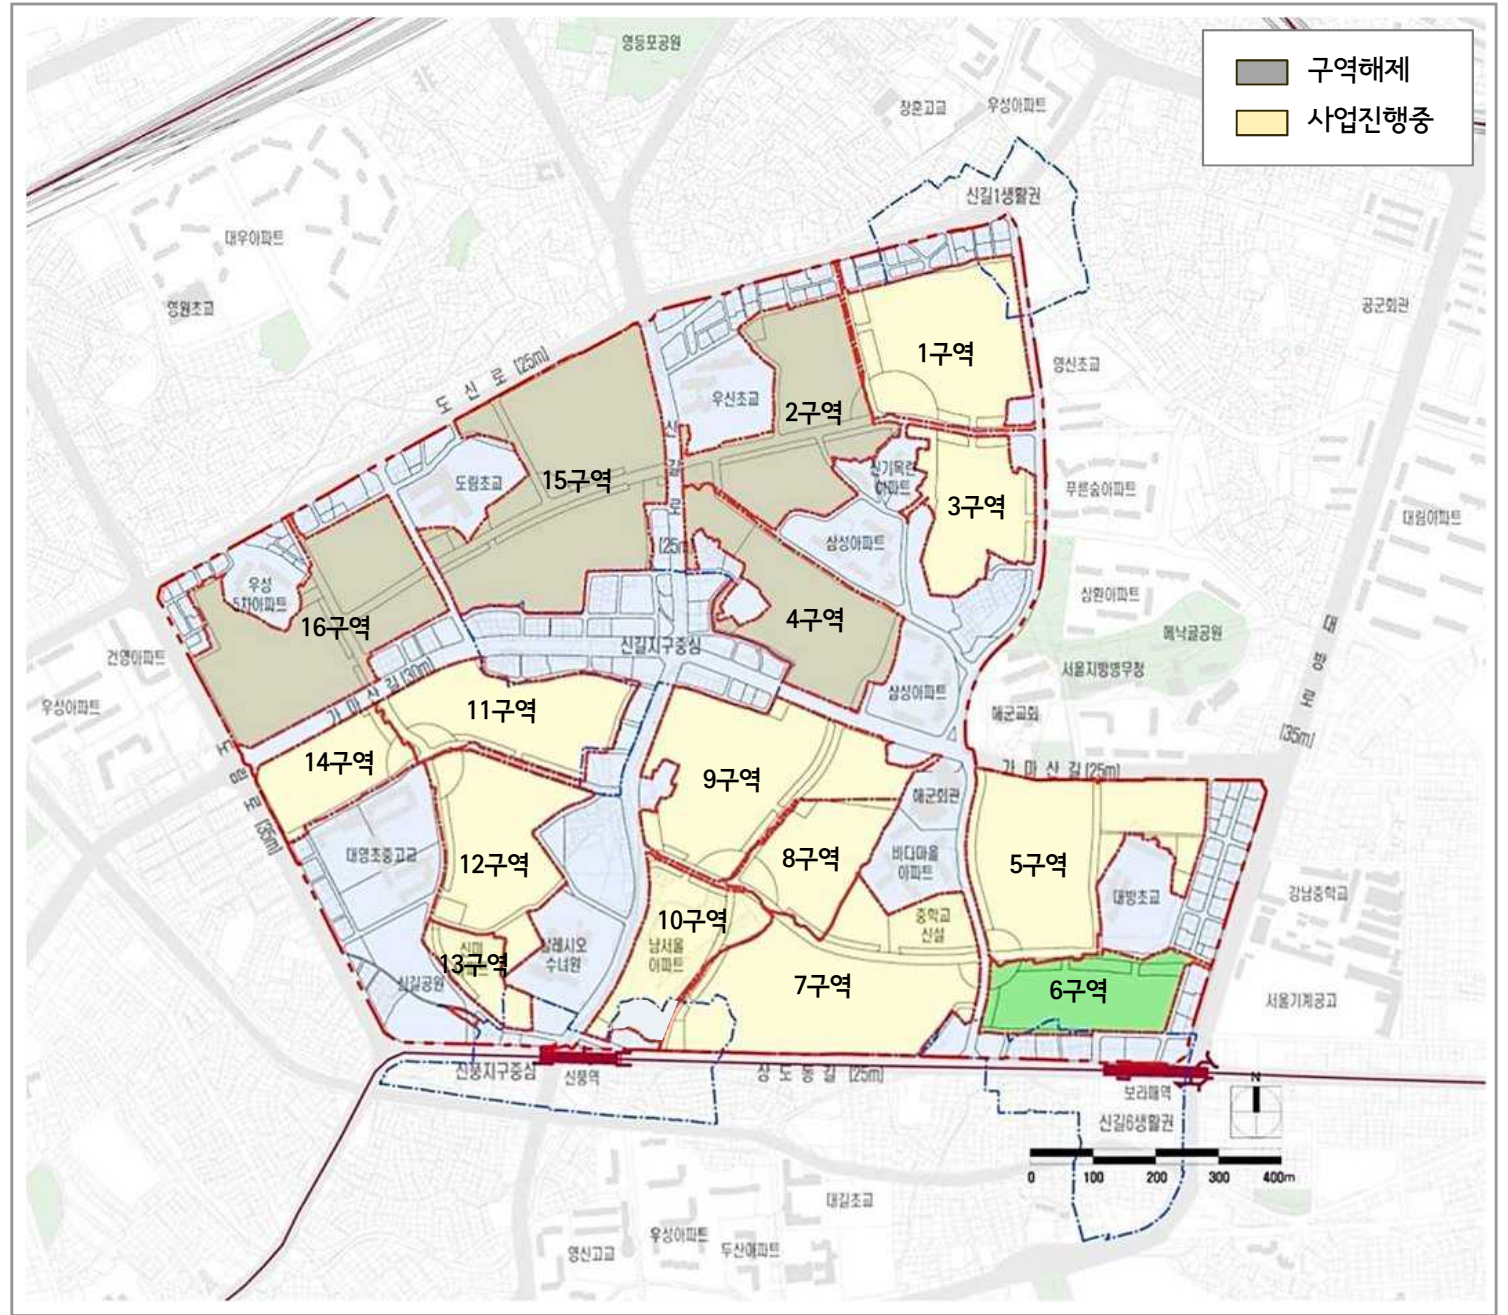 구역해제
사업진행중
영등포공원
창훈고교
우성아파트
신길1생활권
대우아파트
영원초교
공군회관
도 신 로 (25m)
1구역
영신초교
우신초교
2구역
신
길
로
(25m)
도림초교
15구역
신기목련
아파트
3구역
푸른숲아파트
대림아파트
삼성아파트
우성
5차아파트
16구역
4구역
삼환아파트
메낙골공원
신길지구중심
건영아파트
서울지방병무청
대
방
로
(35m)
우성아파트
가 마 산 길 (30m)
11구역
삼성아파트
해군교회
14구역
9구역
가 마 산 길 (25m)
해군회관
(35m)
대영초중고교
12구역
8구역
바다마을
아파트
5구역
대방초교
강남중학교
10구역
중학교
신설
남서울
아파트
13구역
살레시오
수녀원
신길공원
7구역
6구역
서울기계공고
신풍지구중심
신풍역
상 도 동 길 (25m)
보라매역
N
신길6생활권
0 100 200 300 400m
대길초교
영신고교
우성아파트
두산아파트